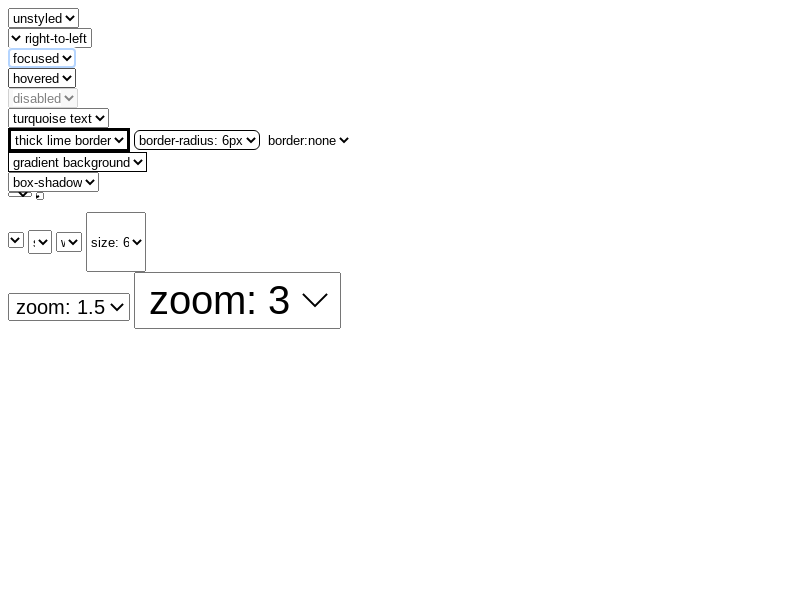 unstyled
right-to-left
focused
hovered
disabled
turquoise text
thick lime border border-radius: 6px border:none
gradient background
box-shadow
size: 6
zoom: 1.5 zoom: 3